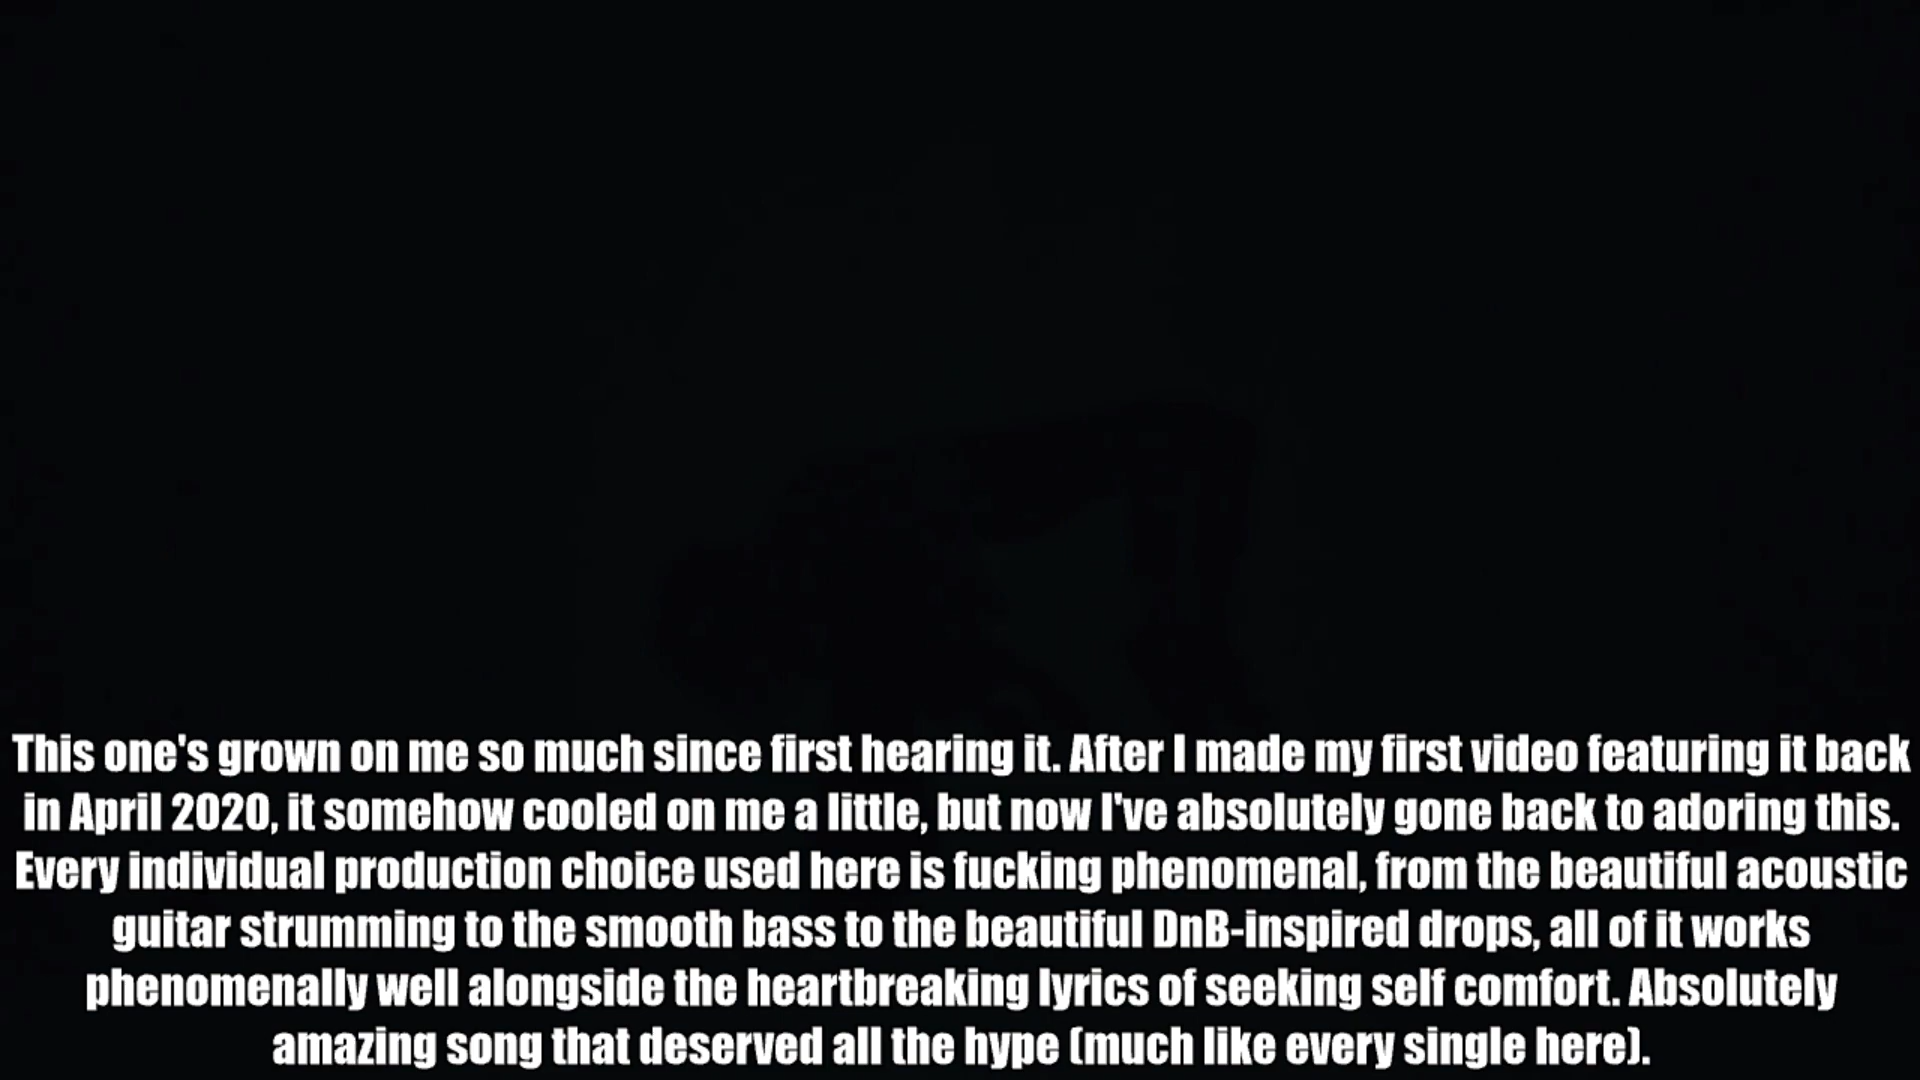 This one's grown on me so much since first hearing it. After I made my first video featuring it back
in April 2020, it somehow cooled on me a little, but now I've absolutely gone back to adoring this.
Every individual production choice used here is fucking phenomenal, from the beautiful acoustic
guitar strumming to the smooth bass to the beautiful DnB-inspired drops, all of it works
phenomenally well alongside the heartbreaking lyrics of seeking self comfort. Absolutely
amazing song that deserved all the hype (much like every single here).